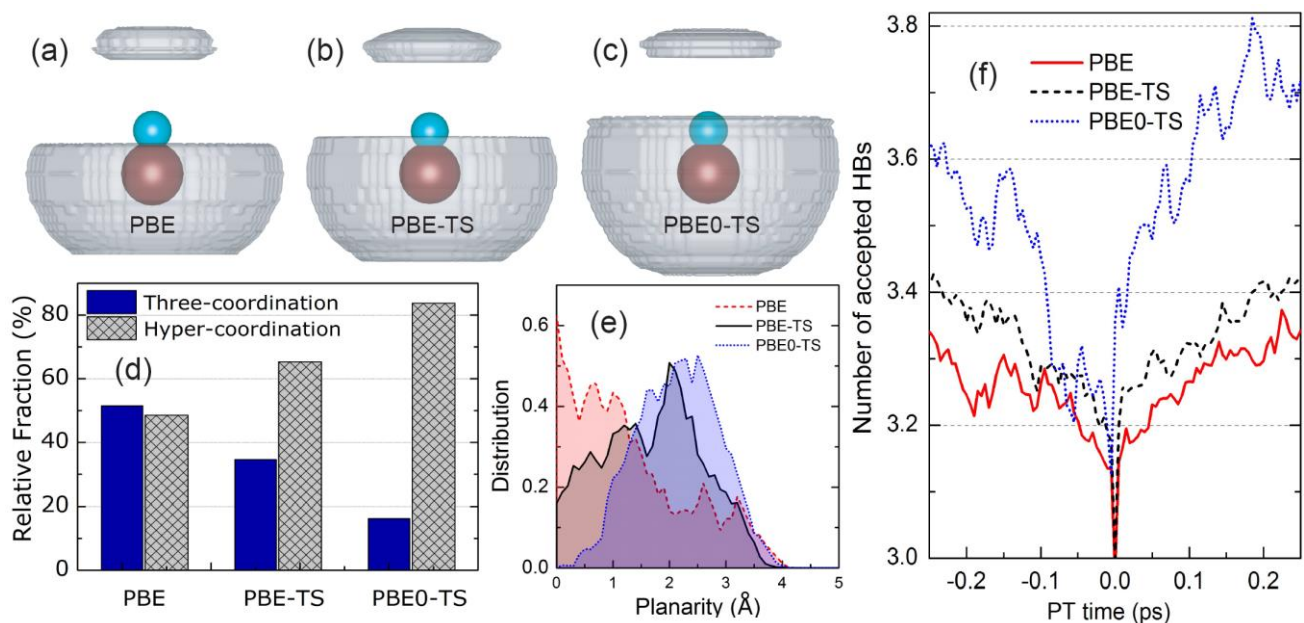 (a)
(b)
(c)
PBE
PBE-TS
PBE0-TS
Relative Fraction (%)
80
60
40
20
0
Three-coordination
Hyper-coordination
(d)
PBE
PBE-TS
PBE0-TS
Distribution
0.6
0.4
0.2
0.0
(e)
PBE
PBE-TS
PBE0-TS
0 1 2 3 4 5
Planarity (Å)
Number of accepted HBs
3.8
3.6
3.4
3.2
3.0
(f)
PBE
PBE-TS
PBE0-TS
-0.2 -0.1 0.0 0.1 0.2
PT time (ps)